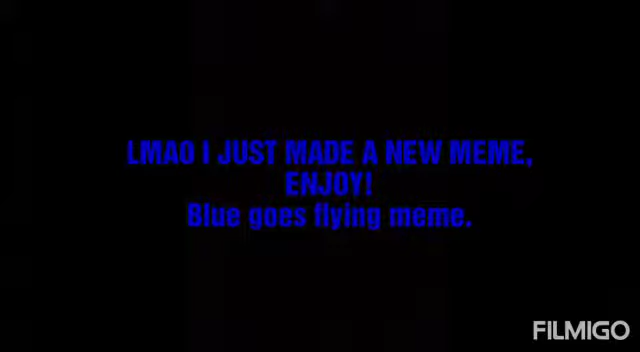 LMAO I JUST MADE A NEW MEME,
ENJOY!
Blue goes flying meme.
FILMIGO